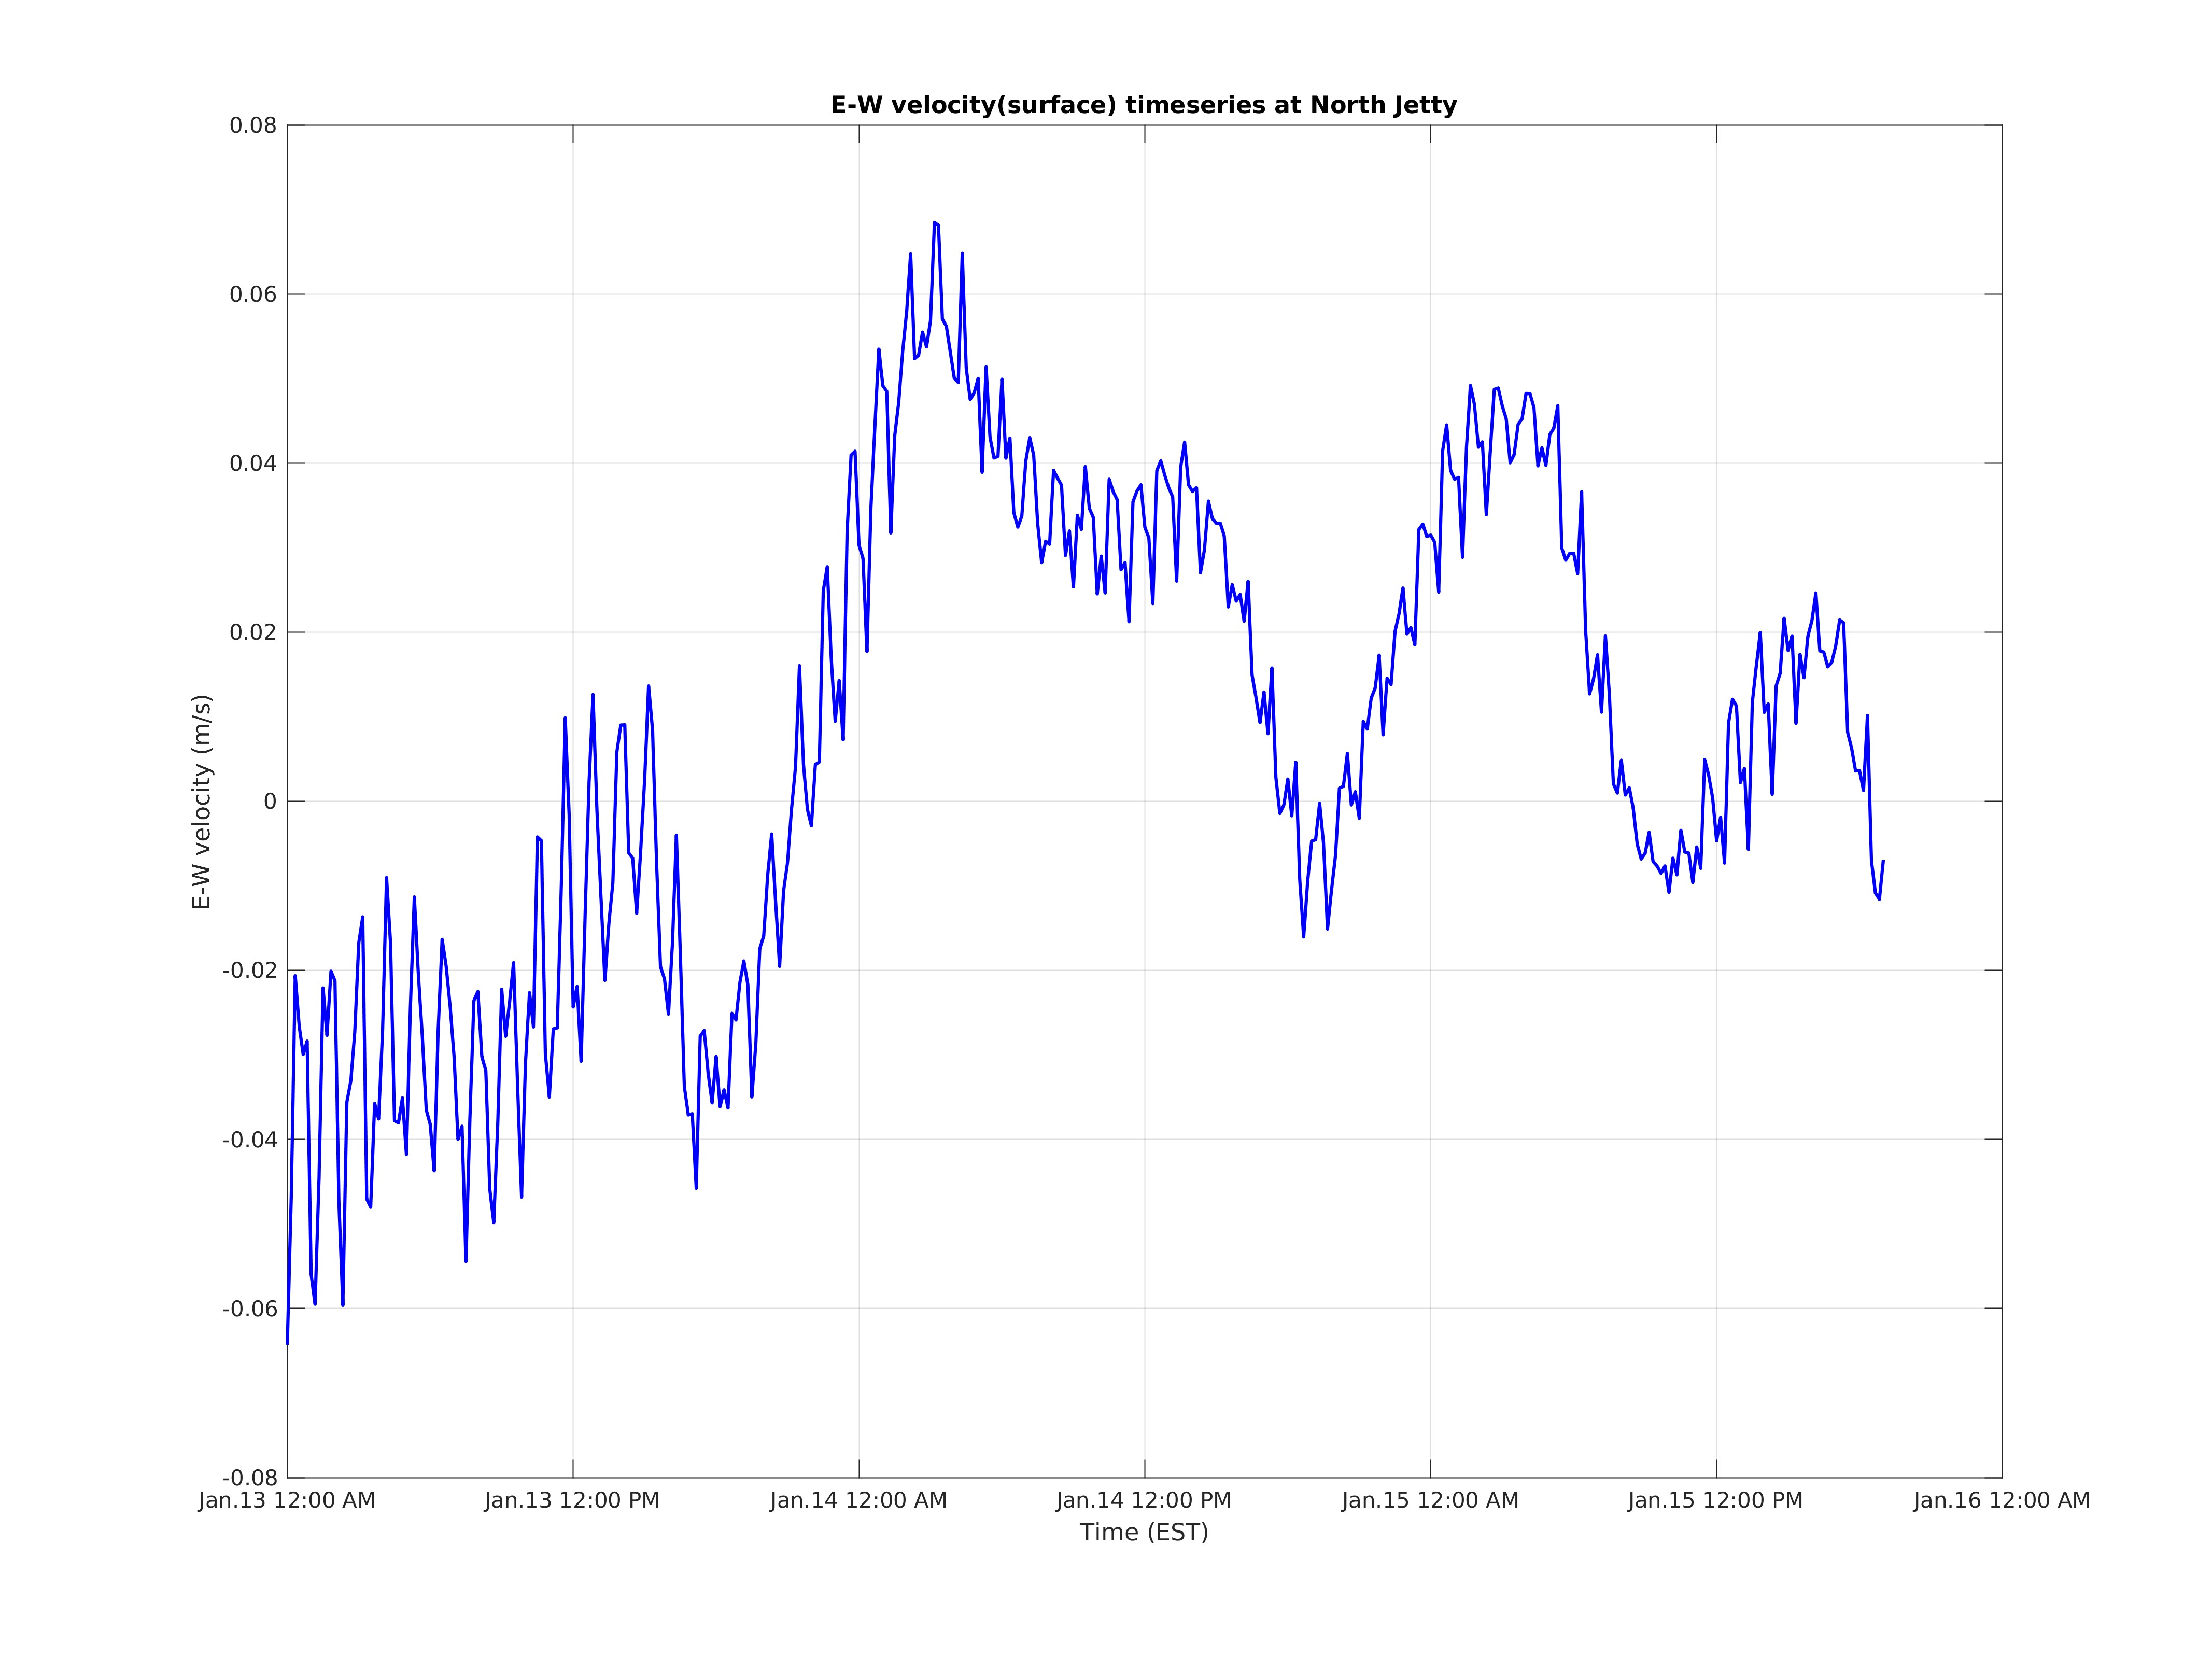 E-W velocity(surface) timeseries at North Jetty
0.08
0.06
0.04
0.02
0
-0.02
-0.04
-0.06
-0.08
E-W velocity (m/s)
Jan.13 12:00 AM Jan.13 12:00 PM Jan.14 12:00 AM Jan.14 12:00 PM Jan.15 12:00 AM Jan.15 12:00 PM Jan.16 12:00 AM
Time (EST)